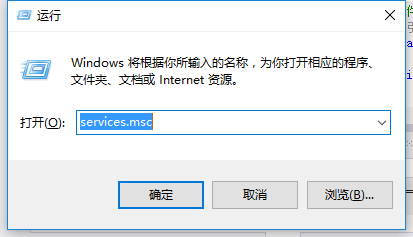 运行
Windows 将根据你所输入的名称，为你打开相应的程序、
文件夹、文档或 Internet 资源。
打开(O): services.msc
确定 取消 浏览(B)...